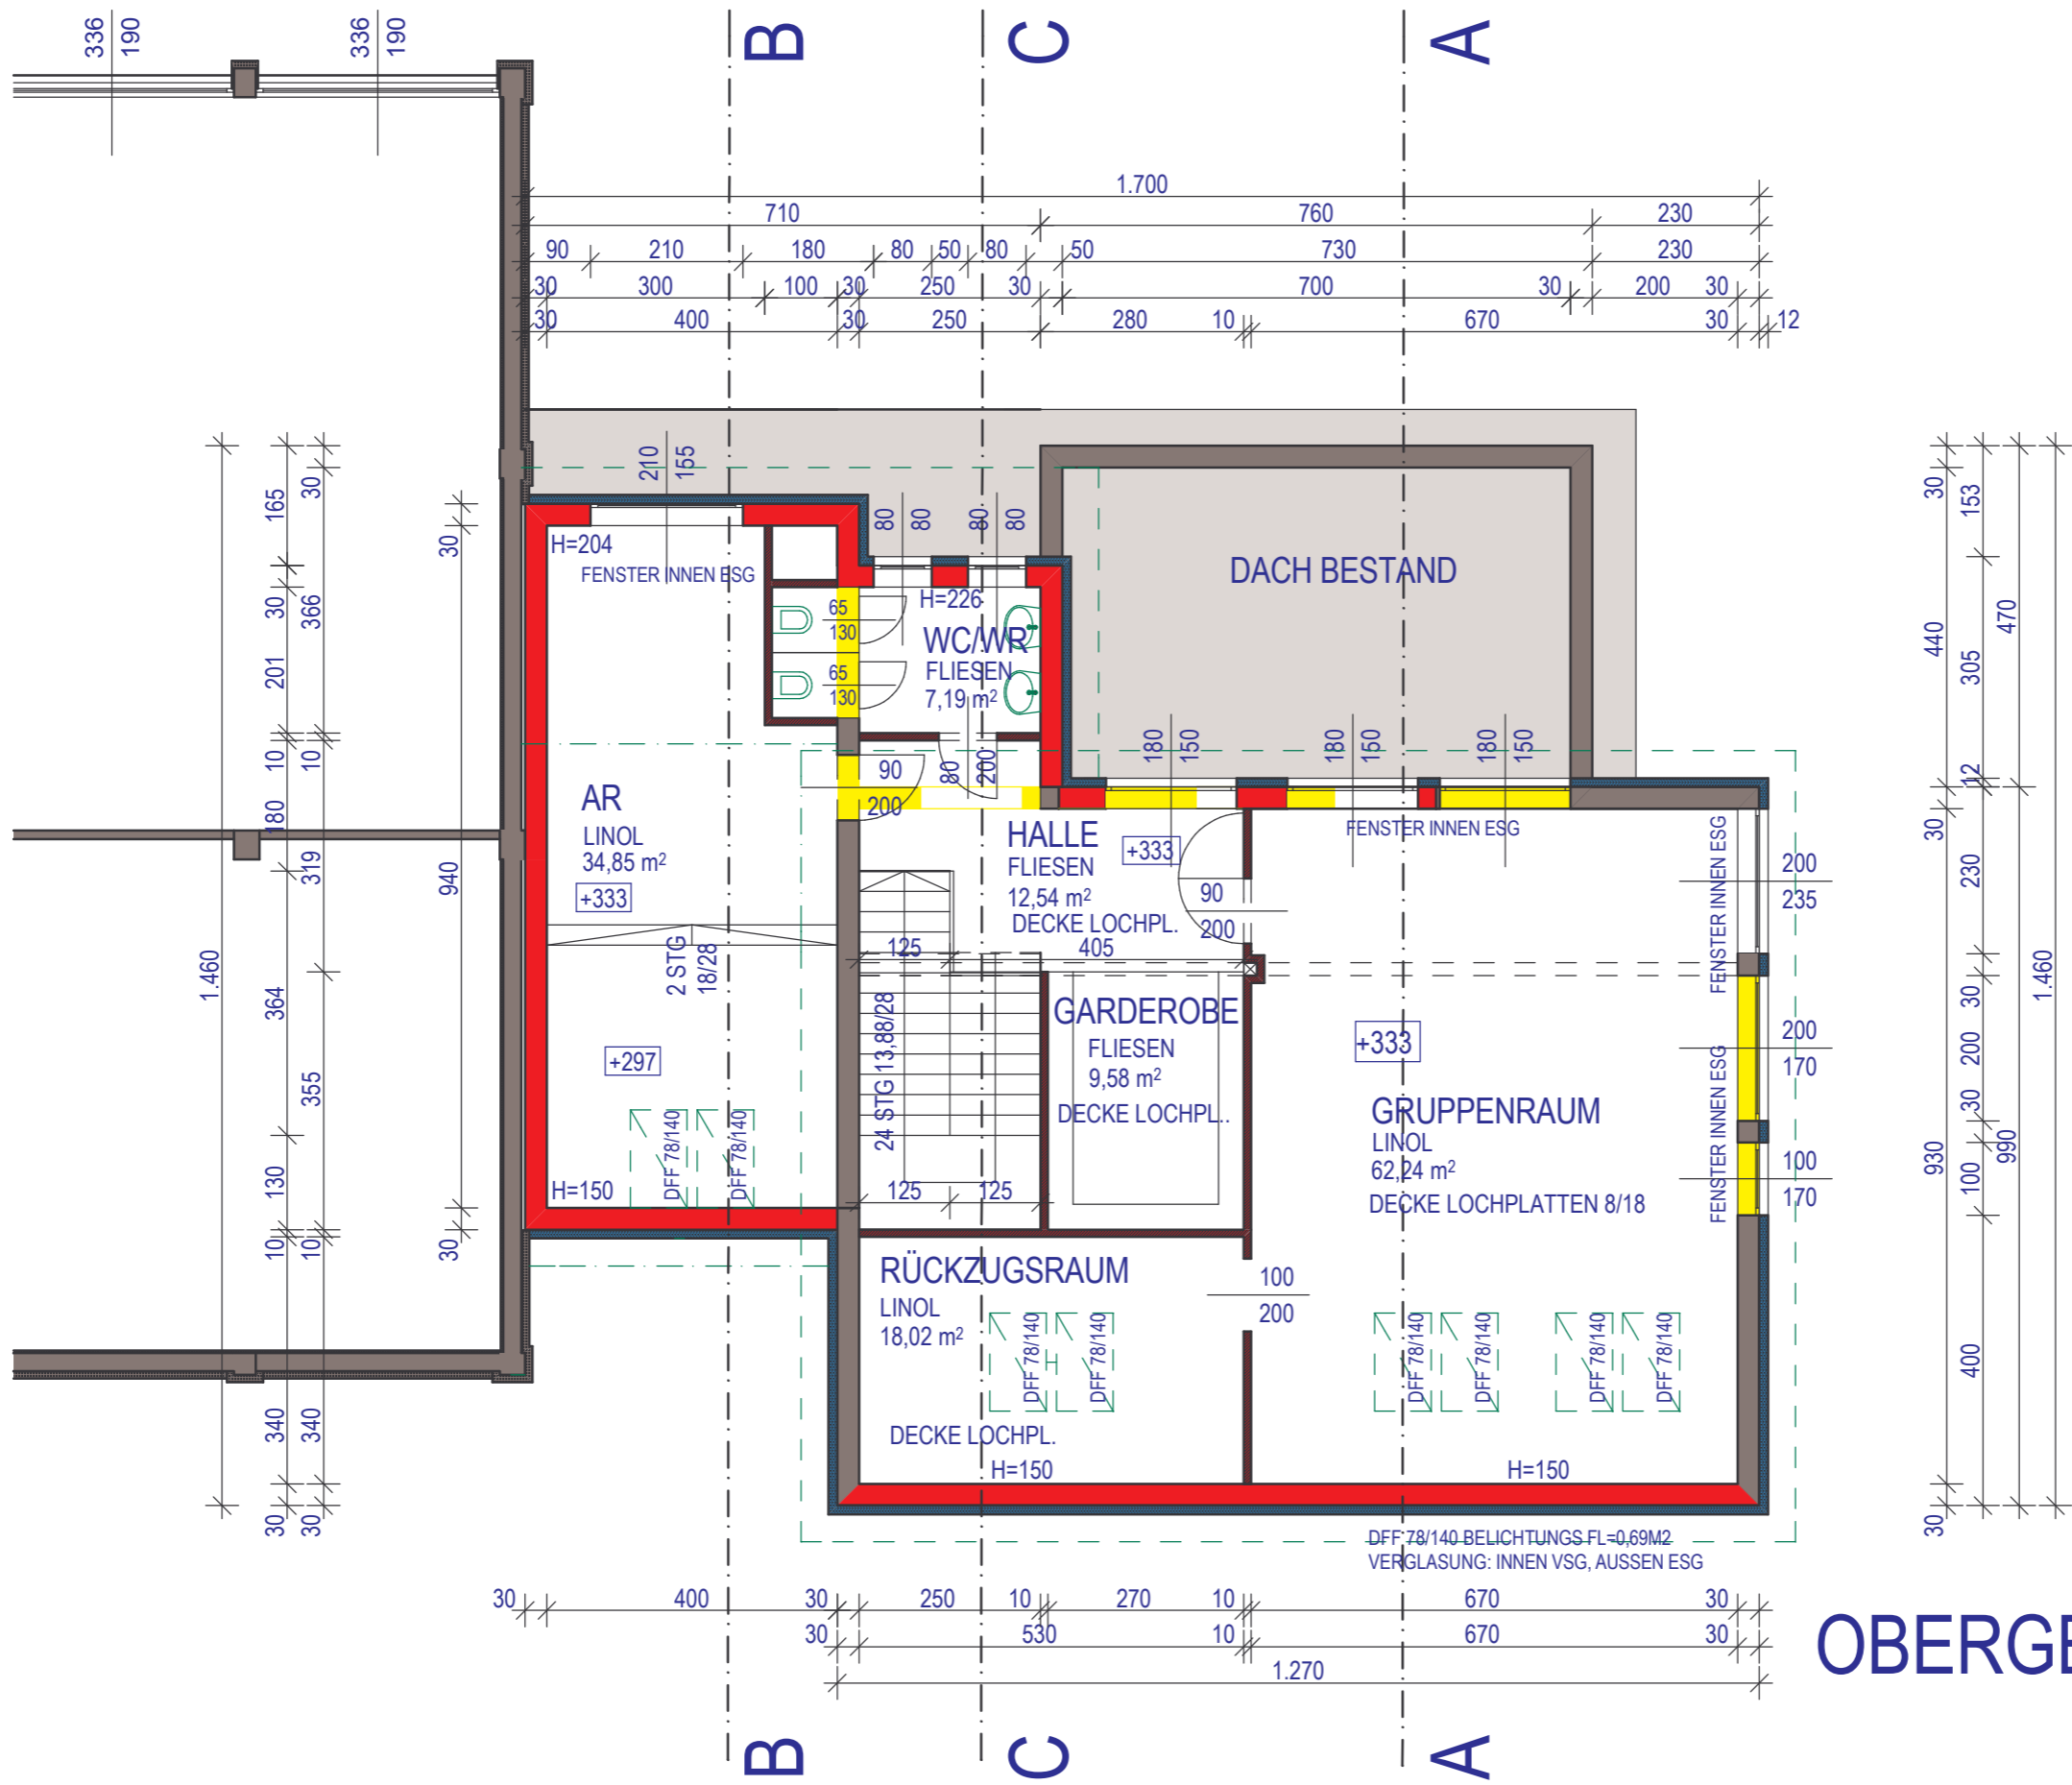 336
190
336
190
B
C
A
1.700
710
760
230
90
210
180
80
50
80
50
730
230
30
300
100
30
250
30
700
30
200
30
30
400
30
250
280
10
670
30
12
165
30
30
366
201
10
10
180
319
1.460
364
355
130
10
10
340
340
30
30
30
940
30
210
155
80
80
80
80
H=204
FENSTER INNEN ESG
65
130
65
130
H=226
WC/WR
FLIESEN
7,19 m²
DACH BESTAND
180
150
180
150
180
150
90
200
80
200
AR
LINOL
34,85 m²
+333
2 STG
18/28
+297
DFF 78/140
DFF 78/140
H=150
HALLE
FLIESEN
12,54 m²
DECKE LOCHPL.
+333
90
200
125
405
24 STG 13,88/28
125
125
GARDEROBE
FLIESEN
9,58 m²
DECKE LOCHPL..
FENSTER INNEN ESG
FENSTER INNEN ESG
FENSTER INNEN ESG
200
235
200
170
100
170
+333
GRUPPENRAUM
LINOL
62,24 m²
DECKE LOCHPLATTEN 8/18
RÜCKZUGSRAUM
LINOL
18,02 m²
100
200
DFF 78/140
DFF 78/140
DFF 78/140
DFF 78/140
DFF 78/140
DFF 78/140
DECKE LOCHPL.
H=150
H=150
DFF 78/140 BELICHTUNGS.FL=0,69M2
VERGLASUNG: INNEN VSG, AUSSEN ESG
30
153
440
305
470
12
30
230
30
200
30
930
100
990
1.460
400
30
30
400
30
250
10
270
10
670
30
30
530
10
670
30
1.270
OBERGE
B
C
A